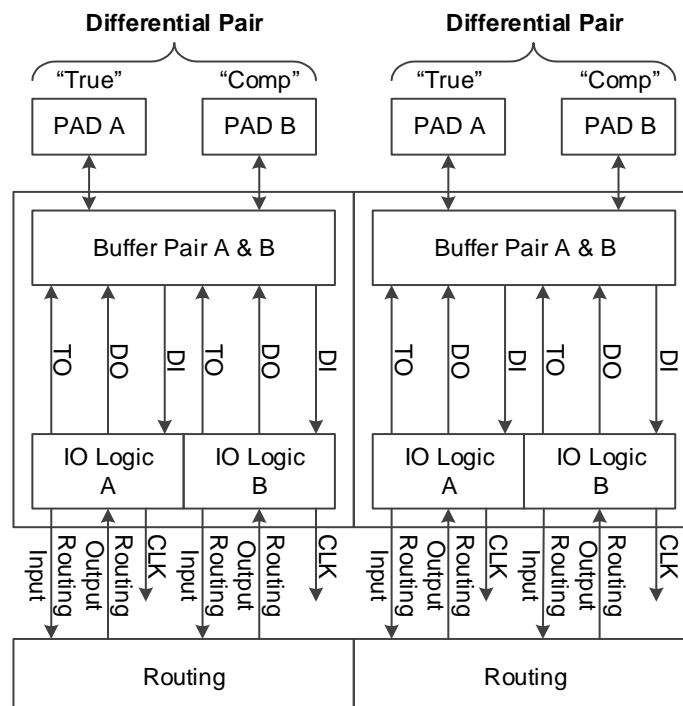 Differential Pair Differential Pair
“True” “Comp” “True” “Comp”
PAD A PAD B PAD A PAD B
Buffer Pair A & B Buffer Pair A & B
TO DO DI TO DO DI TO DO DI TO DO DI
IO Logic IO Logic IO Logic IO Logic
A B A B
Routing Input Routing Output CLK Routing Input Routing Output CLK Routing Input Routing Output CLK Routing Input Routing Output CLK
Routing Routing